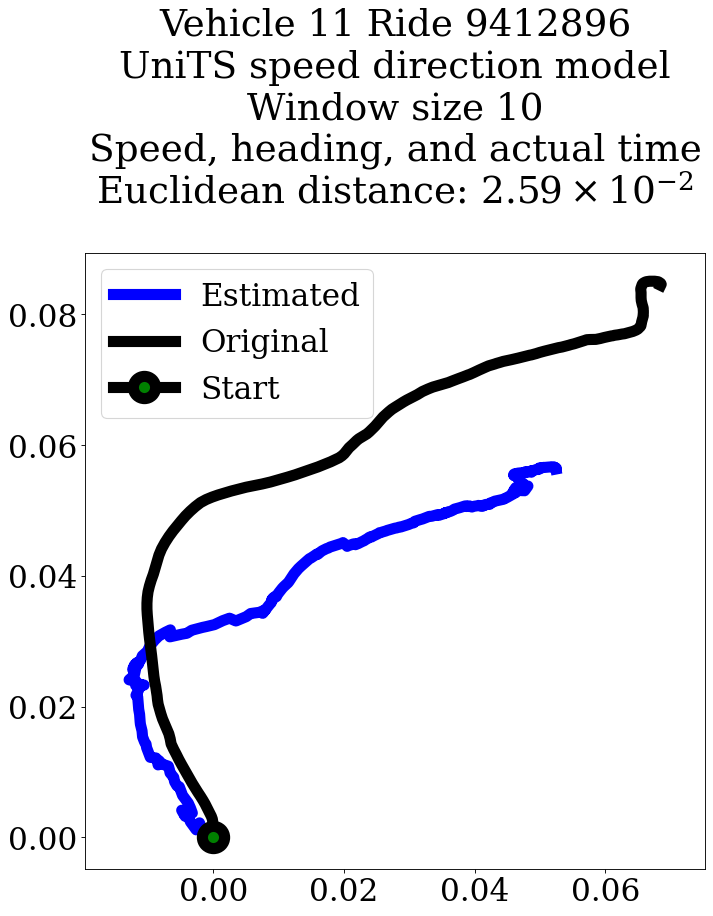 Vehicle 11 Ride 9412896
UniTS speed direction model
Window size 10
Speed, heading, and actual time
Euclidean distance: 2.59 × 10⁻²
Estimated
Original
Start
0.08
0.06
0.04
0.02
0.00
0.00 0.02 0.04 0.06